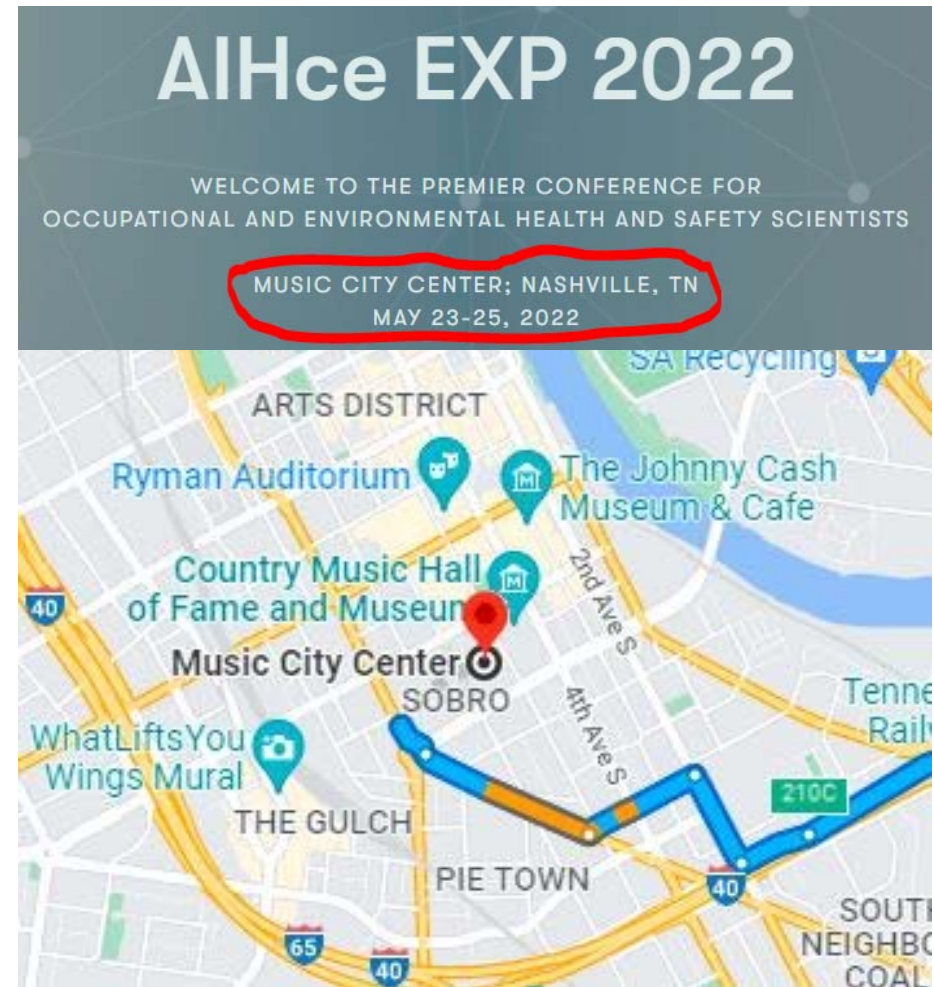 AIHce EXP 2022
WELCOME TO THE PREMIER CONFERENCE FOR
OCCUPATIONAL AND ENVIRONMENTAL HEALTH AND SAFETY SCIENTISTS
MUSIC CITY CENTER; NASHVILLE, TN
MAY 23-25, 2022
SA Recycling
ARTS DISTRICT
Ryman Auditorium
The Johnny Cash
Museum & Cafe
Country Music Hall
of Fame and Museum
2nd Ave S
40
Music City Center
SOBRO
4th Ave S
WhatLiftsYou
Wings Mural
THE GULCH
210C
PIE TOWN
40
65
40